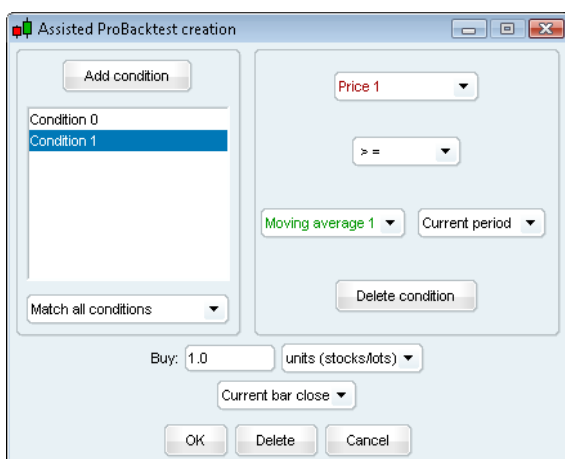 Assisted ProBacktest creation
Add condition
Condition 0
Condition 1
Match all conditions
Price 1
> =
Moving average 1 Current period
Delete condition
Buy: 1.0 units (stocks/lots)
Current bar close
OK Delete Cancel